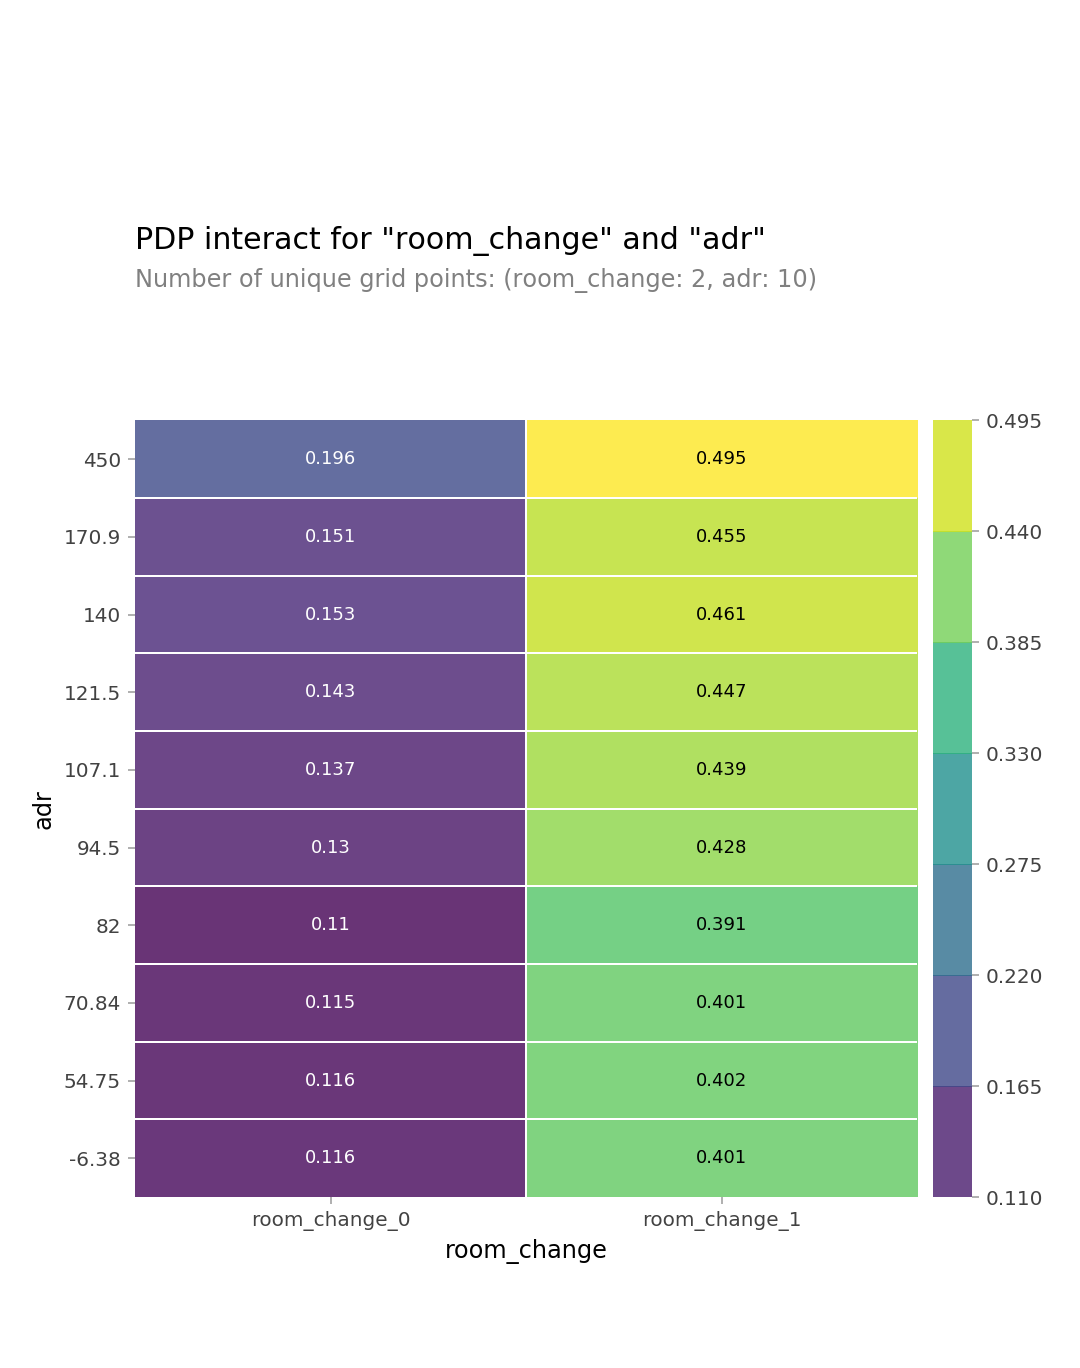 PDP interact for "room_change" and "adr"
Number of unique grid points: (room_change: 2, adr: 10)
450 0.196 0.495
170.9 0.151 0.455
140 0.153 0.461
121.5 0.143 0.447
107.1 0.137 0.439
94.5 0.13 0.428
82 0.11 0.391
70.84 0.115 0.401
54.75 0.116 0.402
-6.38 0.116 0.401
adr
room_change_0 room_change_1
room_change
0.495
0.440
0.385
0.330
0.275
0.220
0.165
0.110